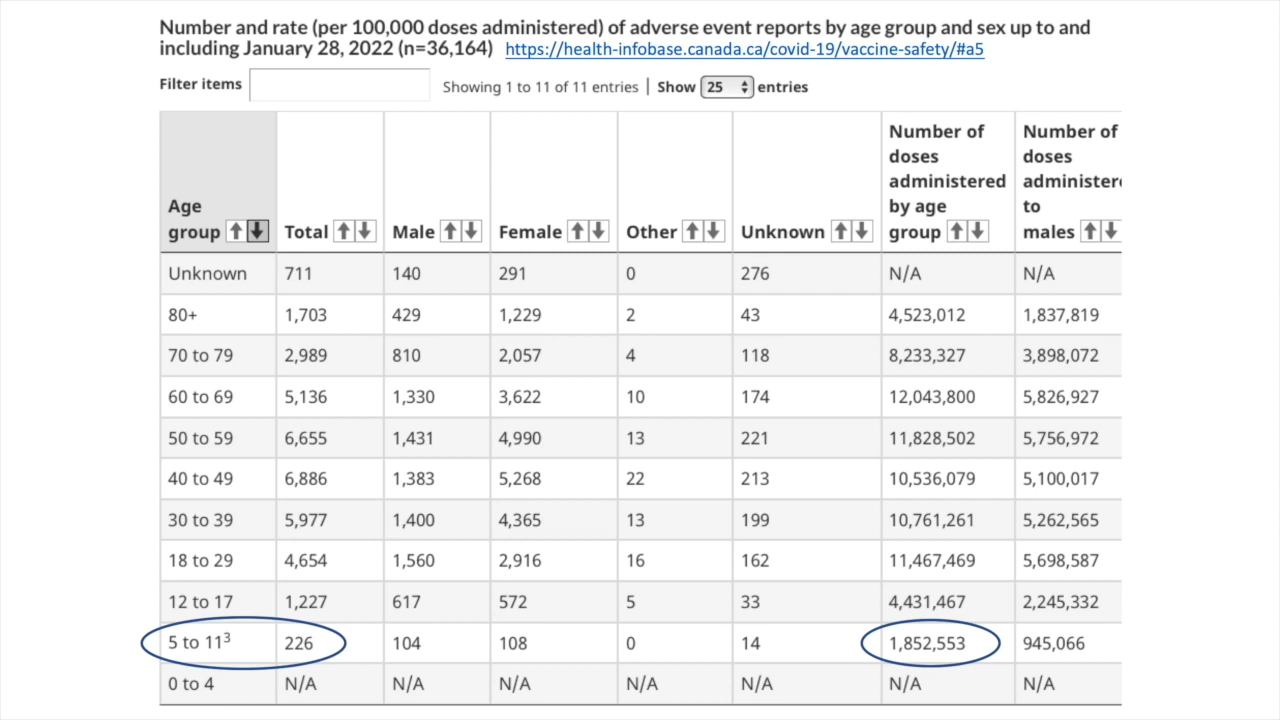 Number and rate (per 100,000 doses administered) of adverse event reports by age group and sex up to and
including January 28, 2022 (n=36,164) https://health-infobase.canada.ca/covid-19/vaccine-safety/#a5
Filter items Showing 1 to 11 of 11 entries | Show 25 entries
Age group Total Male Female Other Unknown Number of doses administered by age group Number of doses administere to males
Unknown 711 140 291 0 276 N/A N/A
80+ 1,703 429 1,229 2 43 4,523,012 1,837,819
70 to 79 2,989 810 2,057 4 118 8,233,327 3,898,072
60 to 69 5,136 1,330 3,622 10 174 12,043,800 5,826,927
50 to 59 6,655 1,431 4,990 13 221 11,828,502 5,756,972
40 to 49 6,886 1,383 5,268 22 213 10,536,079 5,100,017
30 to 39 5,977 1,400 4,365 13 199 10,761,261 5,262,565
18 to 29 4,654 1,560 2,916 16 162 11,467,469 5,698,587
12 to 17 1,227 617 572 5 33 4,431,467 2,245,332
5 to 11³ 226 104 108 0 14 1,852,553 945,066
0 to 4 N/A N/A N/A N/A N/A N/A N/A